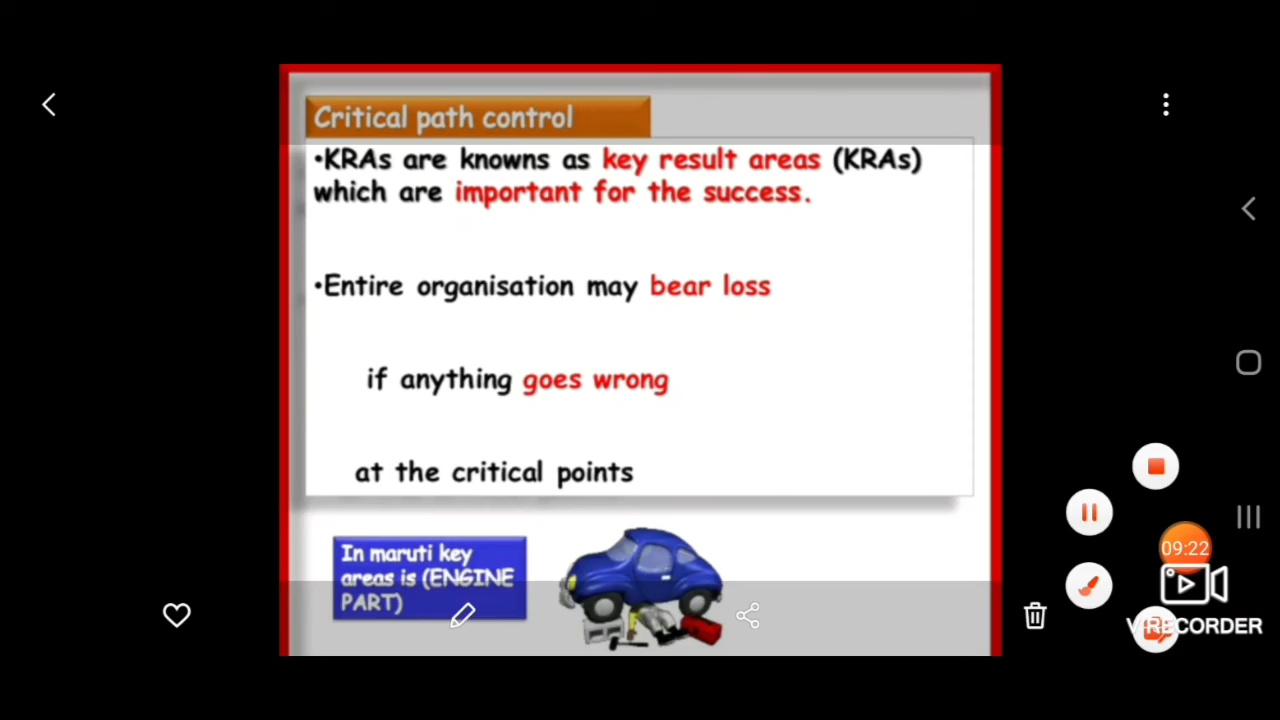 Critical path control
•KRAs are knowns as key result areas (KRAs)
which are important for the success.
•Entire organisation may bear loss
if anything goes wrong
at the critical points
In maruti key
areas is (ENGINE
PART)
09:22
V RECORDER